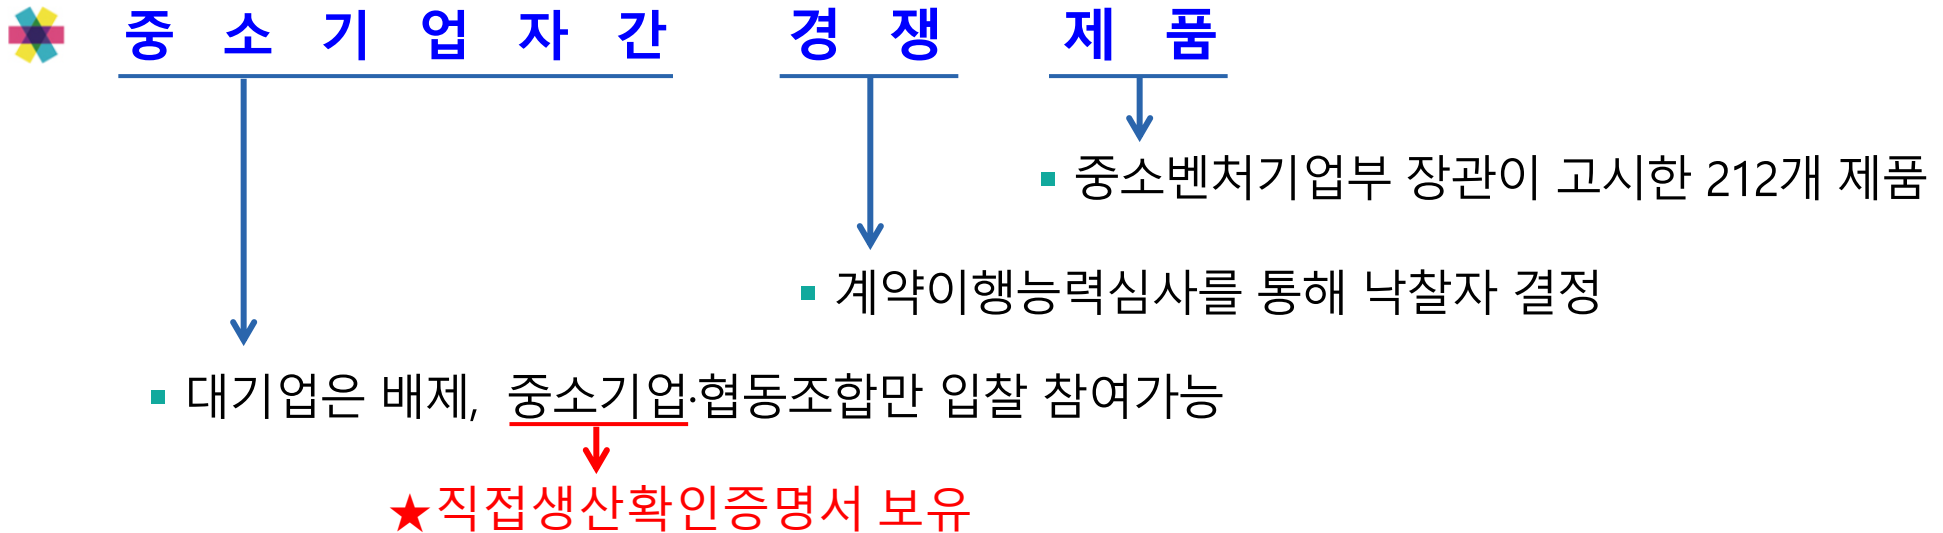 중 소 기 업 자 간 경 쟁 제 품
▪ 중소벤처기업부 장관이 고시한 212개 제품
▪ 계약이행능력심사를 통해 낙찰자 결정
▪ 대기업은 배제, 중소기업·협동조합만 입찰 참여가능
★직접생산확인증명서 보유